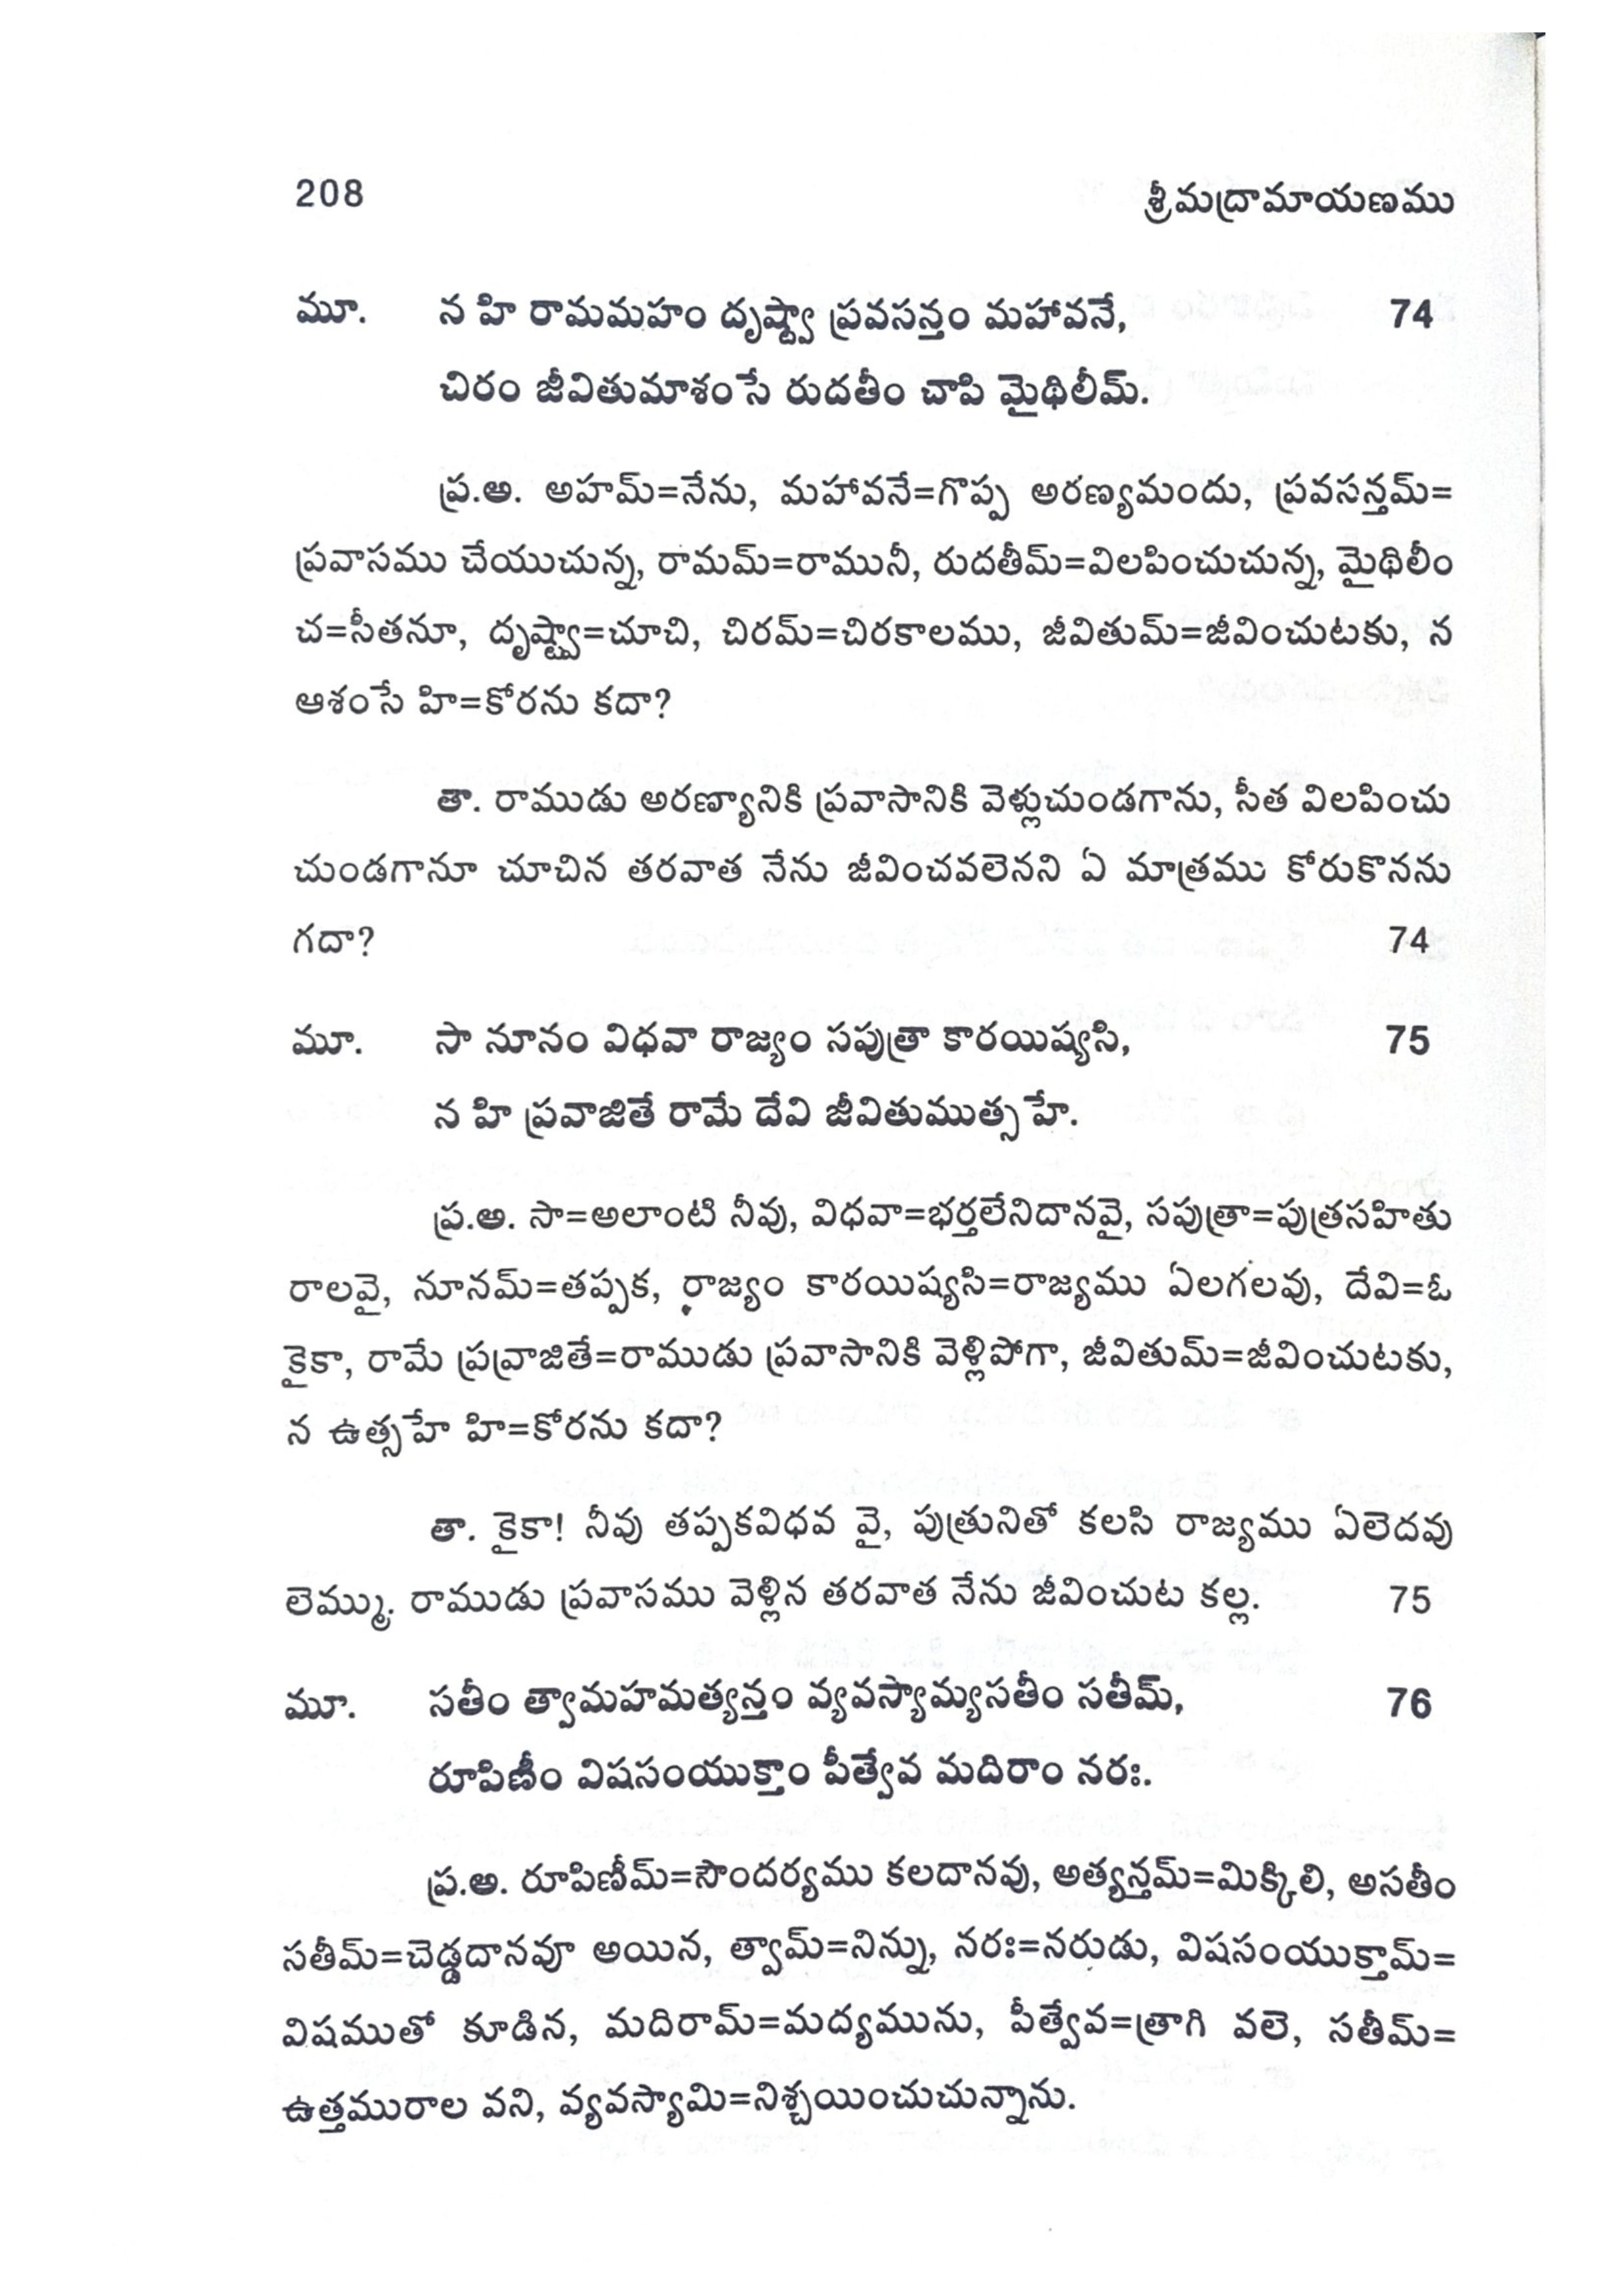 208 శ్రీమద్రామాయణము
మూ. న హి రామమహం దృష్ట్వా ప్రవసన్తం మహావనే, 74
చిరం జీవితుమాశంసే రుదతీం చాపి మైథిలీమ్.
ప్ర.అ. అహమ్=నేను, మహావనే=గొప్ప అరణ్యమందు, ప్రవసన్తమ్=
ప్రవాసము చేయుచున్న, రామమ్=రామునీ, రుదతీమ్=విలపించుచున్న, మైథిలీం
చ=సీతనూ, దృష్ట్వా=చూచి, చిరమ్=చిరకాలము, జీవితుమ్=జీవించుటకు, న
ఆశంసే హి=కోరను కదా?
తా. రాముడు అరణ్యానికి ప్రవాసానికి వెళ్లుచుండగాను, సీత విలపించు
చుండగానూ చూచిన తరవాత నేను జీవించవలెనని ఏ మాత్రము కోరుకొనను
గదా? 74
మూ. సా నూనం విధవా రాజ్యం సపుత్రా కారయిష్యసి, 75
న హి ప్రవాజితే రామే దేవి జీవితుముత్సహే.
ప్ర.అ. సా=అలాంటి నీవు, విధవా=భర్తలేనిదానవై, సపుత్రా=పుత్రసహితు
రాలవై, నూనమ్=తప్పక, రాజ్యం కారయిష్యసి=రాజ్యము ఏలగలవు, దేవి=ఓ
కైకా, రామే ప్రవ్రాజితే=రాముడు ప్రవాసానికి వెళ్లిపోగా, జీవితుమ్=జీవించుటకు,
న ఉత్సహే హి=కోరను కదా?
తా. కైకా! నీవు తప్పకవిధవ వై, పుత్రునితో కలసి రాజ్యము ఏలెదవు
లెమ్ము. రాముడు ప్రవాసము వెళ్లిన తరవాత నేను జీవించుట కల్ల. 75
మూ. సతీం త్వామహమత్యన్తం వ్యవస్యామ్యసతీం సతీమ్, 76
రూపిణీం విషసంయుక్తాం పీత్వేవ మదిరాం నరః.
ప్ర.అ. రూపిణీమ్=సౌందర్యము కలదానవు, అత్యన్తమ్=మిక్కిలి, అసతీం
సతీమ్=చెడ్డదానవూ అయిన, త్వామ్=నిన్ను, నరః=నరుడు, విషసంయుక్తామ్=
విషముతో కూడిన, మదిరామ్=మద్యమును, పీత్వేవ=త్రాగి వలె, సతీమ్=
ఉత్తమురాల వని, వ్యవస్యామి=నిశ్చయించుచున్నాను.